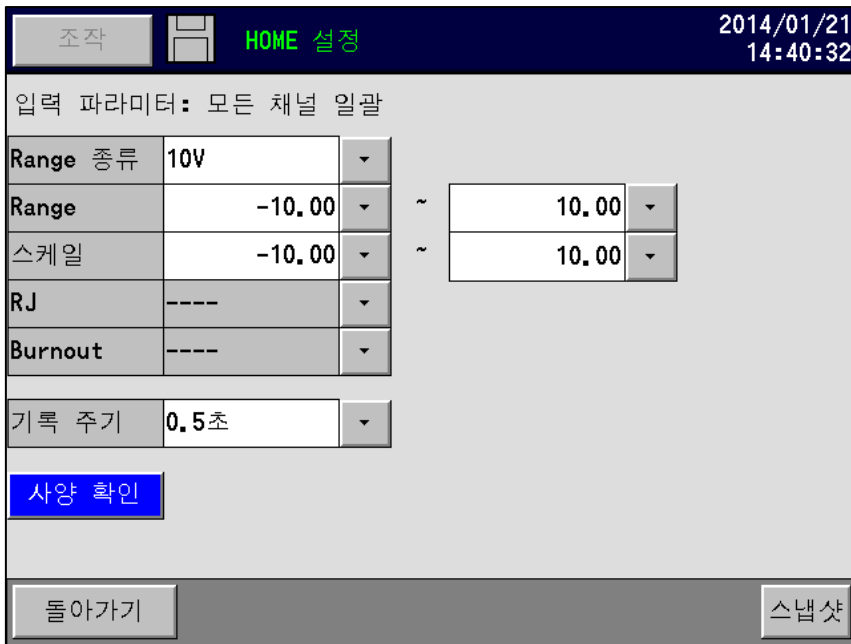 조작 HOME 설정 2014/01/21
14:40:32
입력 파라미터: 모든 채널 일괄
Range 종류 10V
Range -10.00 ~ 10.00
스케일 -10.00 ~ 10.00
RJ ----
Burnout ----
기록 주기 0.5초
사양 확인
돌아가기 스냅샷